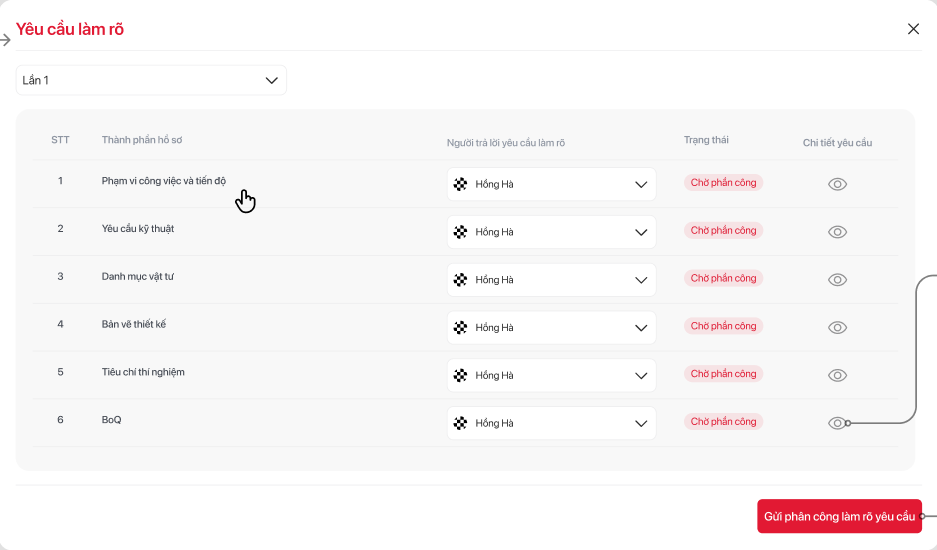 Yêu cầu làm rõ
Lần 1
STT Thành phần hồ sơ Người trả lời yêu cầu làm rõ Trạng thái Chi tiết yêu cầu
1 Phạm vi công việc và tiến độ Hồng Hà Chờ phân công
2 Yêu cầu kỹ thuật Hồng Hà Chờ phân công
3 Danh mục vật tư Hồng Hà Chờ phân công
4 Bản vẽ thiết kế Hồng Hà Chờ phân công
5 Tiêu chí thí nghiệm Hồng Hà Chờ phân công
6 BoQ Hồng Hà Chờ phân công
Gửi phân công làm rõ yêu cầu